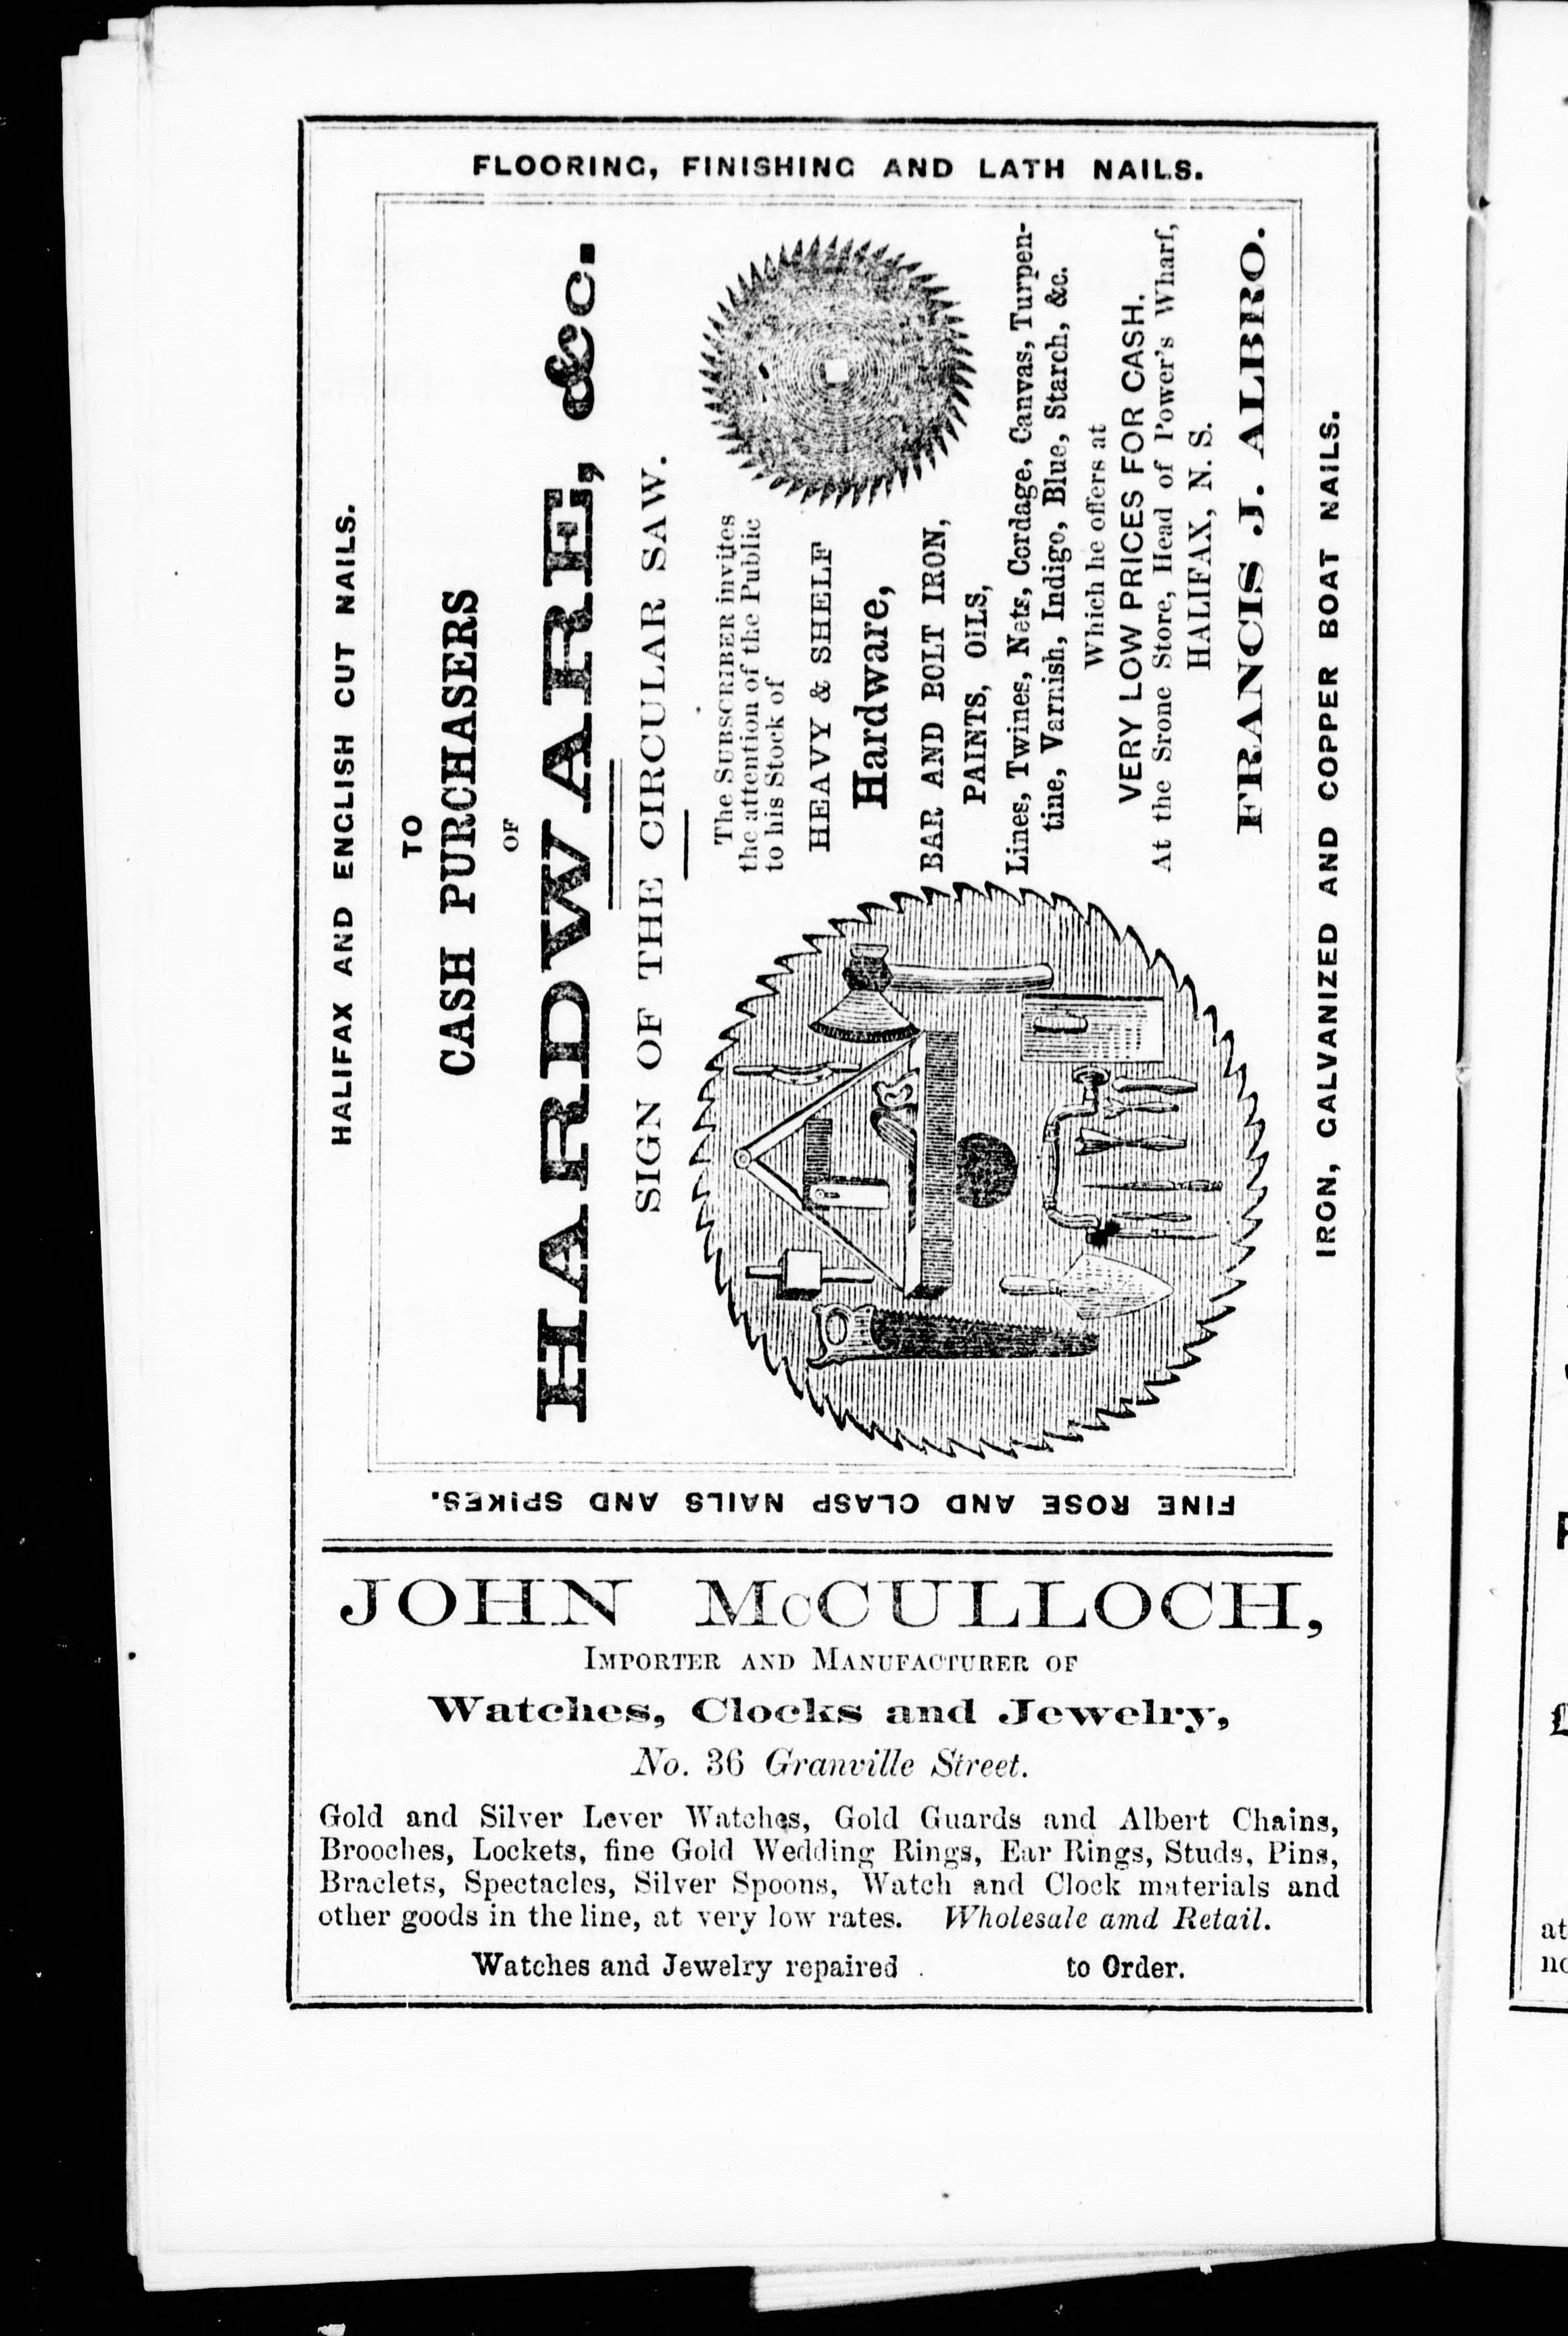 FLOORING, FINISHING AND LATH NAILS.
HALIFAX AND ENGLISH CUT NAILS.
TO
CASH PURCHASERS
OF
HARDWARE, &c.
SIGN OF THE CIRCULAR SAW.
The SUBSCRIBER invites
the attention of the Public
to his Stock of
HEAVY & SHELF
Hardware,
BAR AND BOLT IRON,
PAINTS, OILS,
Lines, Twines, Nets, Cordage, Canvas, Turpen-
tine, Varnish, Indigo, Blue, Starch, &c.
Which he offers at
VERY LOW PRICES FOR CASH.
At the Srone Store, Head of Power's Wharf,
HALIFAX, N. S.
FRANCIS J. ALBRO.
IRON, GALVANIZED AND COPPER BOAT NAILS.
FINE ROSE AND CLASP NAILS AND SPIKES.
JOHN McCULLOCH,
IMPORTER AND MANUFACTURER OF
Watches, Clocks and Jewelry,
No. 36 Granville Street.
Gold and Silver Lever Watches, Gold Guards and Albert Chains,
Brooches, Lockets, fine Gold Wedding Rings, Ear Rings, Studs, Pins,
Braclets, Spectacles, Silver Spoons, Watch and Clock materials and
other goods in the line, at very low rates. Wholesale amd Retail.
Watches and Jewelry repaired to Order.
£
at